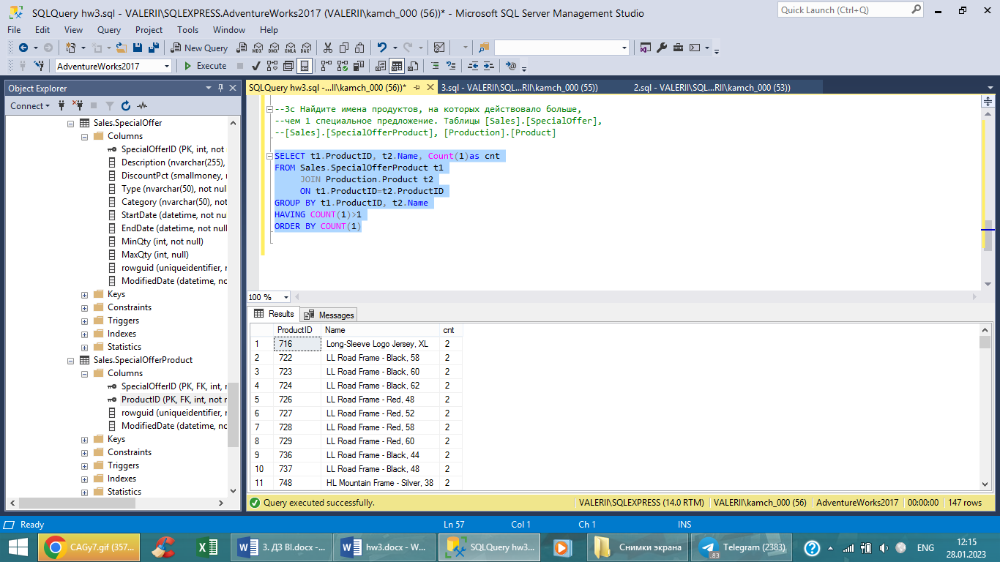 SQLQuery hw3.sql - VALERII\SQLEXPRESS.AdventureWorks2017 (VALERII\kamch_000 (56))* - Microsoft SQL Server Management Studio
Quick Launch (Ctrl+Q)
File Edit View Query Project Tools Window Help
New Query
MDX DMX XMLA DAX
AdventureWorks2017
Execute
Object Explorer
Connect
Sales.SpecialOffer
Columns
SpecialOfferID (PK, int, not
Description (nvarchar(255),
DiscountPct (smallmoney, r
Type (nvarchar(50), not nul
Category (nvarchar(50), not
StartDate (datetime, not nu
EndDate (datetime, not null
MinQty (int, not null)
MaxQty (int, null)
rowguid (uniqueidentifier, r
ModifiedDate (datetime, no
Keys
Constraints
Triggers
Indexes
Statistics
Sales.SpecialOfferProduct
Columns
SpecialOfferID (PK, FK, int, r
ProductID (PK, FK, int, not r
rowguid (uniqueidentifier, r
ModifiedDate (datetime, no
Keys
Constraints
Triggers
Indexes
Statistics
SQLQuery hw3.sql -...II\kamch_000 (56))* 3.sql - VALERII\SQL...RII\kamch_000 (55)) 2.sql - VALERII\SQL...RII\kamch_000 (53))
--3c Найдите имена продуктов, на которых действовало больше,
--чем 1 специальное предложение. Таблицы [Sales].[SpecialOffer],
--[Sales].[SpecialOfferProduct], [Production].[Product]
SELECT t1.ProductID, t2.Name, Count(1)as cnt
FROM Sales.SpecialOfferProduct t1
JOIN Production.Product t2
ON t1.ProductID=t2.ProductID
GROUP BY t1.ProductID, t2.Name
HAVING COUNT(1)>1
ORDER BY COUNT(1)
100 %
Results Messages
ProductID Name cnt
1 716 Long-Sleeve Logo Jersey, XL 2
2 722 LL Road Frame - Black, 58 2
3 723 LL Road Frame - Black, 60 2
4 724 LL Road Frame - Black, 62 2
5 726 LL Road Frame - Red, 48 2
6 727 LL Road Frame - Red, 52 2
7 728 LL Road Frame - Red, 58 2
8 729 LL Road Frame - Red, 60 2
9 736 LL Road Frame - Black, 44 2
10 737 LL Road Frame - Black, 48 2
11 748 HL Mountain Frame - Silver, 38 2
Query executed successfully. VALERII\SQLEXPRESS (14.0 RTM) VALERII\kamch_000 (56) AdventureWorks2017 00:00:00 147 rows
Ready Ln 57 Col 1 Ch 1 INS
CAGy7.gif (357... 3. ДЗ BI.docx -... hw3.docx - W... SQLQuery hw3... Снимки экрана Telegram (2383) ENG 12:15
.83 28.01.2023